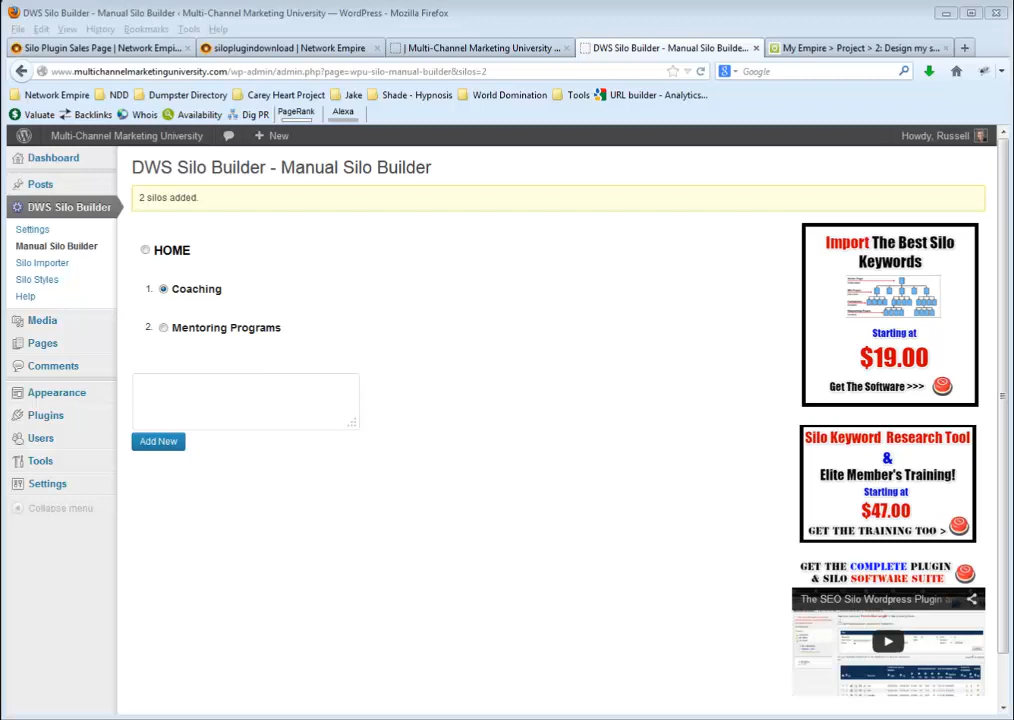 DWS Silo Builder - Manual Silo Builder ‹ Multi-Channel Marketing University — WordPress - Mozilla Firefox
File Edit View History Bookmarks Tools Help
Silo Plugin Sales Page | Network Empi... × siloplugindownload | Network Empire × | Multi-Channel Marketing University ... × DWS Silo Builder - Manual Silo Builde... × My Empire > Project > 2: Design my s... × +
www.multichannelmarketinguniversity.com/wp-admin/admin.php?page=wpu-silo-manual-builder&silos=2 Google
Network Empire NDD Dumpster Directory Carey Heart Project Jake Shade - Hypnosis World Domination Tools URL builder - Analytics...
Valuate Backlinks Whois Availability Dig PR PageRank Alexa
Multi-Channel Marketing University + New Howdy, Russell
Dashboard
Posts
DWS Silo Builder
Settings
Manual Silo Builder
Silo Importer
Silo Styles
Help
Media
Pages
Comments
Appearance
Plugins
Users
Tools
Settings
Collapse menu
DWS Silo Builder - Manual Silo Builder
2 silos added.
HOME
1. Coaching
2. Mentoring Programs
Add New
Import The Best Silo
Keywords
Starting at
$19.00
Get The Software >>>
Silo Keyword Research Tool
&
Elite Member's Training!
Starting at
$47.00
GET THE TRAINING TOO >
GET THE COMPLETE PLUGIN
& SILO SOFTWARE SUITE
The SEO Silo Wordpress Plugin